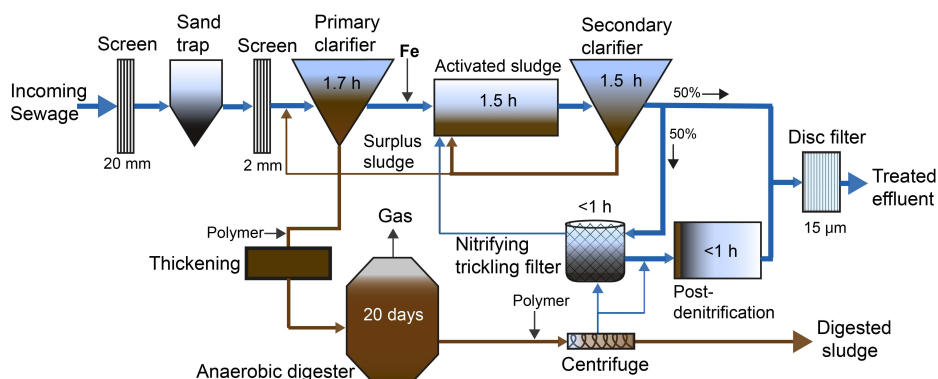 Incoming
Sewage
Screen
20 mm
Sand
trap
Screen
2 mm
Primary
clarifier
1.7 h
Fe
Activated sludge
1.5 h
Secondary
clarifier
1.5 h
50%
50%
Disc filter
15 µm
Treated
effluent
Surplus
sludge
<1 h
Nitrifying
trickling filter
<1 h
Post-
denitrification
Polymer
Thickening
Gas
20 days
Anaerobic digester
Polymer
Centrifuge
Digested
sludge